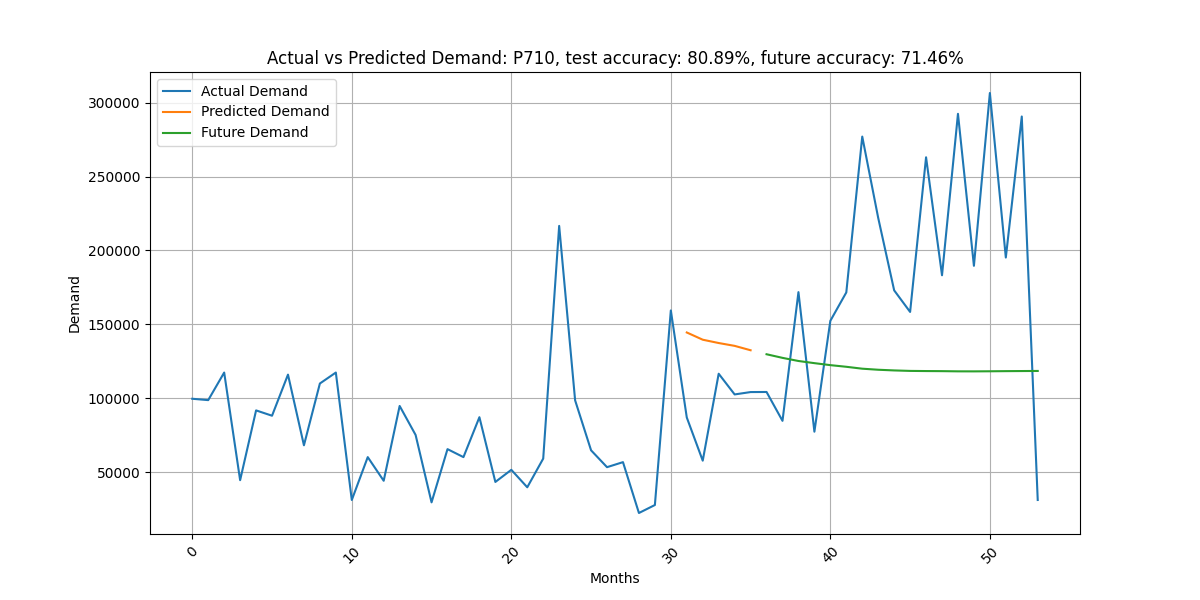 Actual vs Predicted Demand: P710, test accuracy: 80.89%, future accuracy: 71.46%
Actual Demand
Predicted Demand
Future Demand
300000
250000
200000
150000
100000
50000
Demand
0
10
20
30
40
50
Months